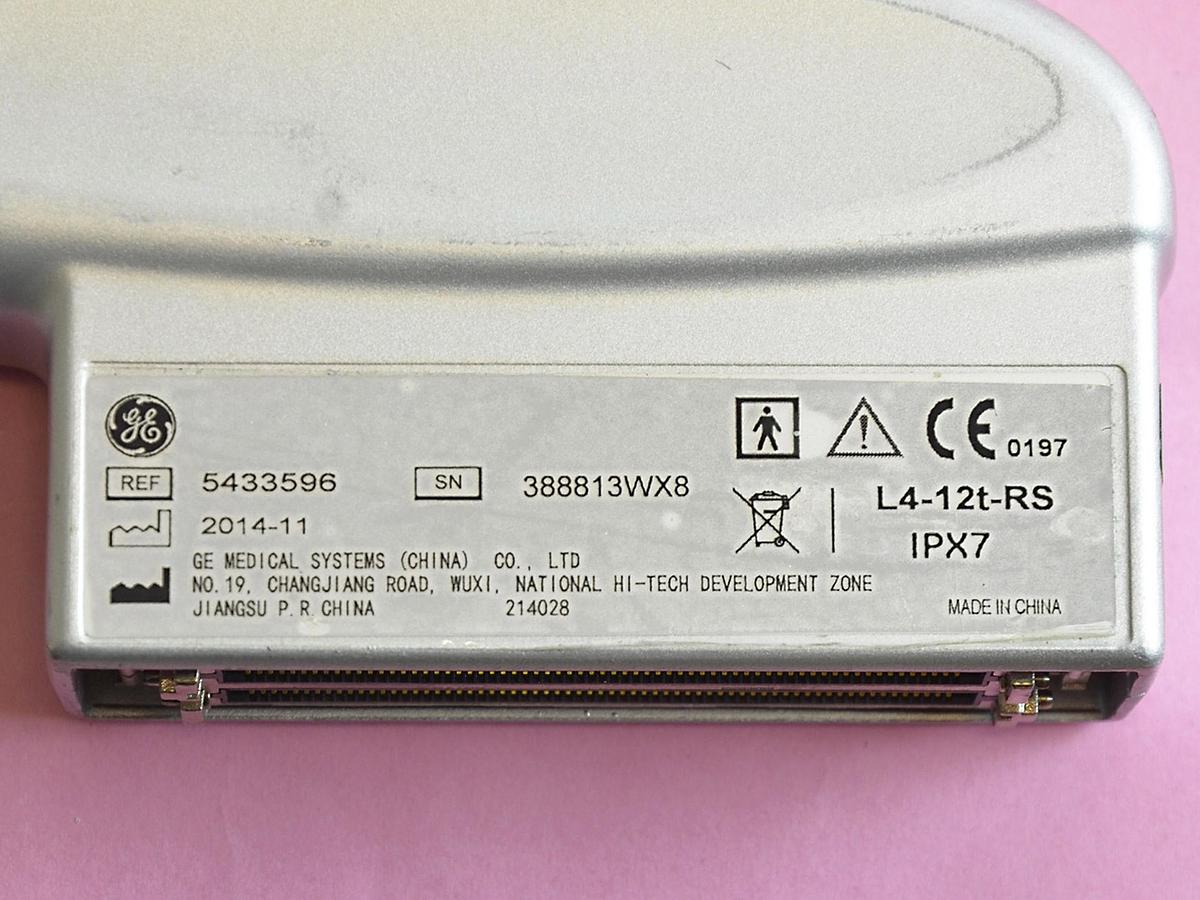 GE
REF 5433596 SN 388813WX8
2014-11
GE MEDICAL SYSTEMS (CHINA) CO., LTD
NO.19, CHANGJIANG ROAD, WUXI, NATIONAL HI-TECH DEVELOPMENT ZONE
JIANGSU P.R.CHINA 214028
CE 0197
L4-12t-RS
IPX7
MADE IN CHINA